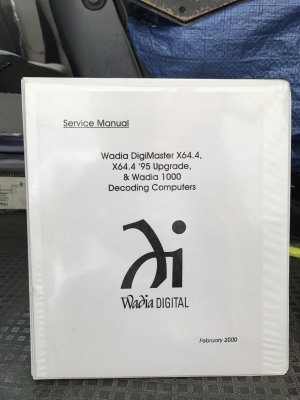 Service Manual
Wadia DigiMaster X64.4,
X64.4 '95 Upgrade,
& Wadia 1000
Decoding Computers
Wadia DIGITAL
February 2000